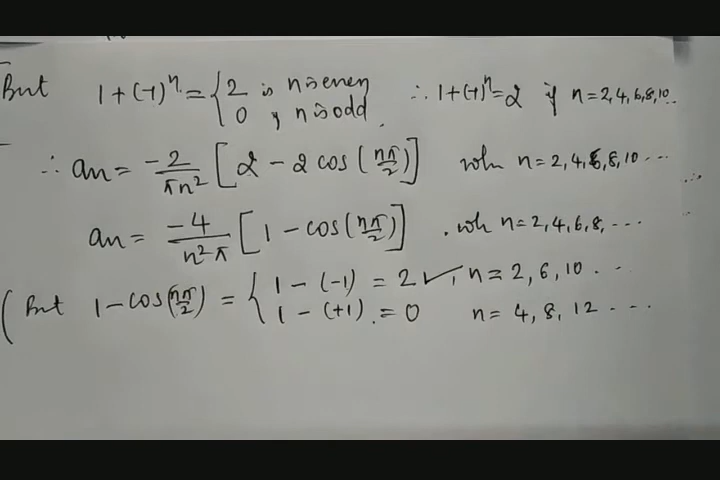 But 1+(-1)^n = { 2 is n is even ∴ 1+(-1)^n = 2 if n = 2, 4, 6, 8, 10..
0 y n is odd.
∴ an = -2/πn² [2 - 2 cos(nπ/2)] when n = 2, 4, 6, 8, 10 ...
an = -4/n²π [1 - cos(nπ/2)] . wh n = 2, 4, 6, 8, ...
(But 1 - cos(nπ/2) = { 1 - (-1) = 2 ✓, n = 2, 6, 10 . ..
1 - (+1) . = 0 n = 4, 8, 12 ....